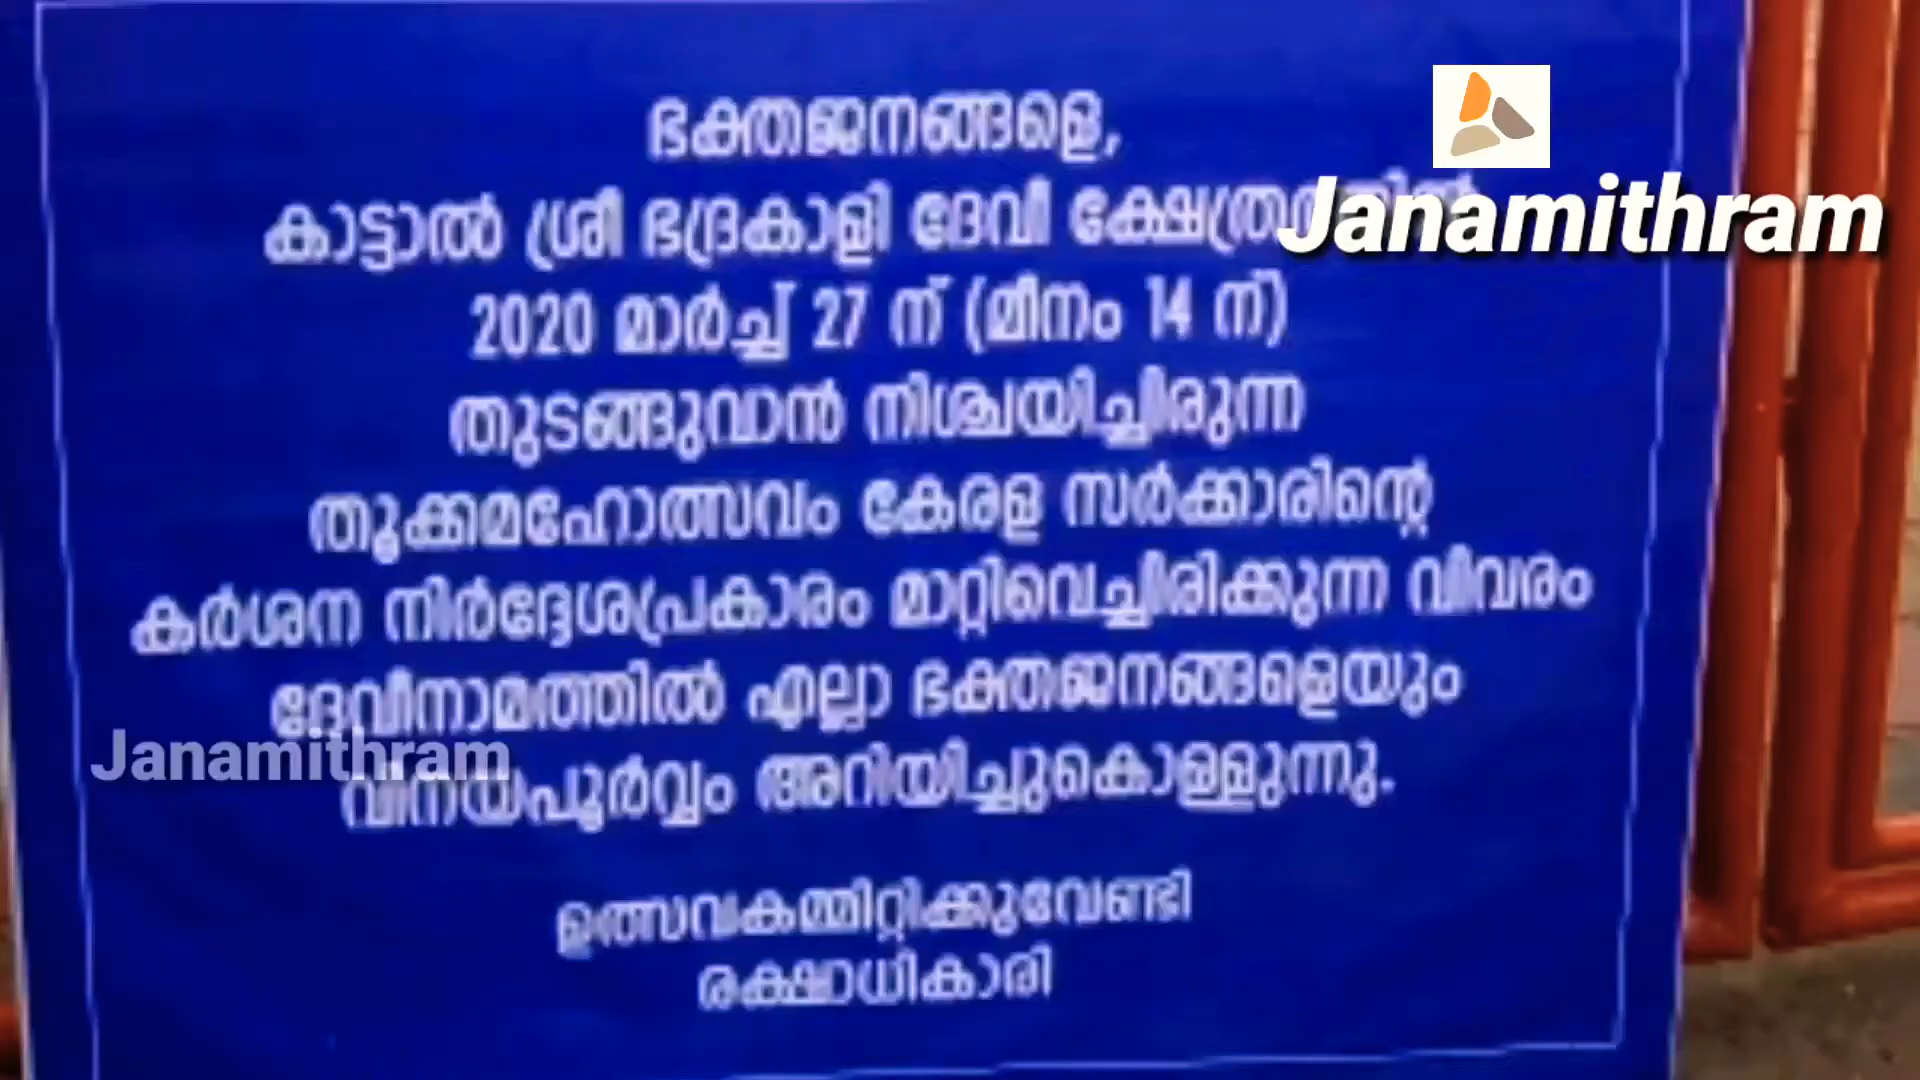 ഭക്തജനങ്ങളെ,
കാട്ടാൽ ശ്രീ ഭദ്രകാളി ദേവീ
Janamithram
2020 മാർച്ച് 27 ന് (മീനം 14 ന്)
തുടങ്ങുവാൻ നിശ്ചയിച്ചിരുന്ന
തൂക്കമഹോത്സവം കേരള സർക്കാരിന്റെ
കർശന നിർദ്ദേശപ്രകാരം മാറ്റിവെച്ചിരിക്കുന്ന വിവരം
ദേവീനാമത്തിൽ എല്ലാ ഭക്തജനങ്ങളെയും
Janamithram
വിനയപൂർവ്വം അറിയിച്ചുകൊള്ളുന്നു.
ഉത്സവകമ്മിറ്റിക്കുവേണ്ടി
രക്ഷാധികാരി